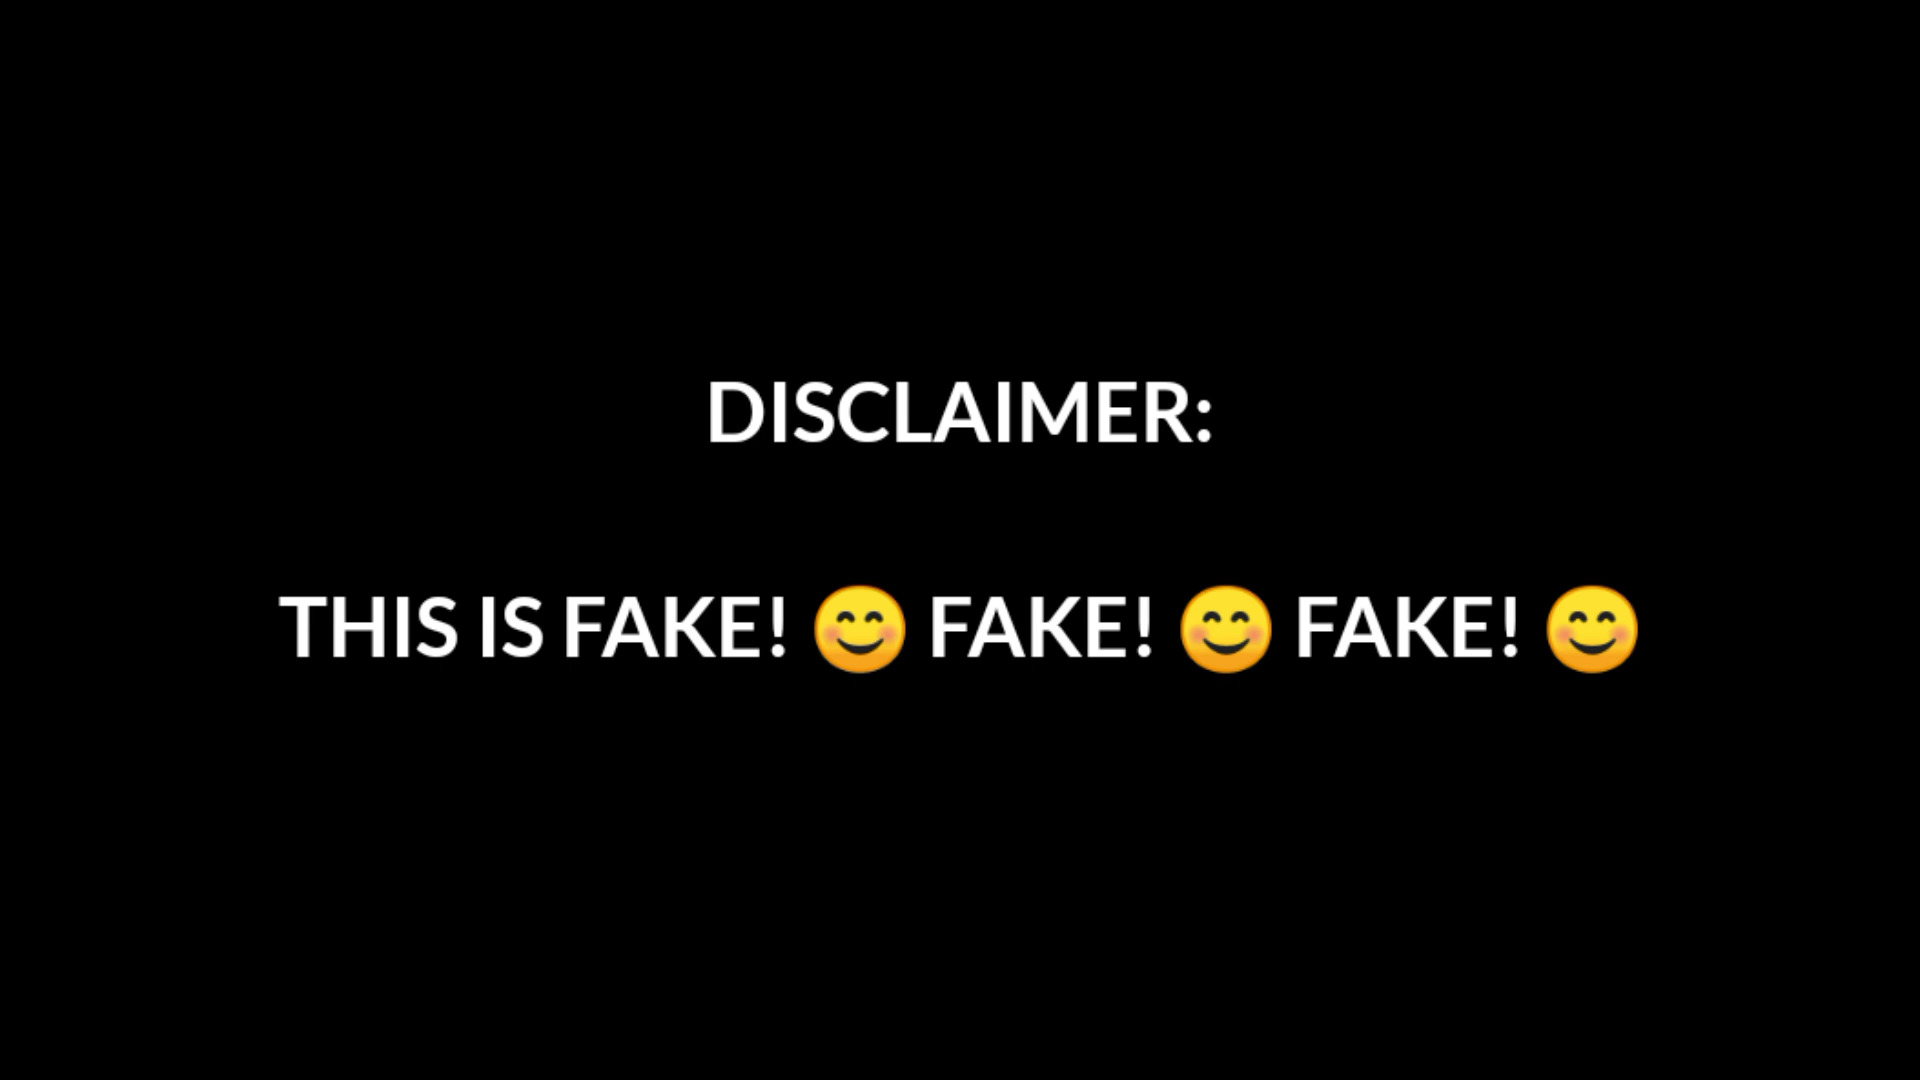 DISCLAIMER:
THIS IS FAKE! 😊 FAKE! 😊 FAKE! 😊